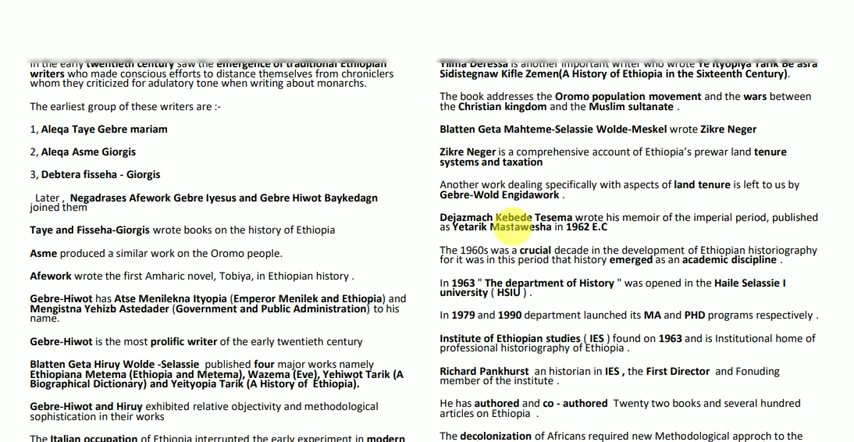 In the early twentieth century saw the emergence of traditional Ethiopian
writers who made conscious efforts to distance themselves from chroniclers
whom they criticized for adulatory tone when writing about monarchs.
The earliest group of these writers are :-
1, Aleqa Taye Gebre mariam
2, Aleqa Asme Giorgis
3, Debtera fisseha - Giorgis
Later , Negadrases Afework Gebre Iyesus and Gebre Hiwot Baykedagn
joined them
Taye and Fisseha-Giorgis wrote books on the history of Ethiopia
Asme produced a similar work on the Oromo people.
Afework wrote the first Amharic novel, Tobiya, in Ethiopian history .
Gebre-Hiwot has Atse Menilekna Ityopia (Emperor Menilek and Ethiopia) and
Mengistna Yehizb Astedader (Government and Public Administration) to his
name.
Gebre-Hiwot is the most prolific writer of the early twentieth century
Blatten Geta Hiruy Wolde -Selassie published four major works namely
Ethiopiana Metema (Ethiopia and Metema), Wazema (Eve), Yehiwot Tarik (A
Biographical Dictionary) and Yeityopia Tarik (A History of Ethiopia).
Gebre-Hiwot and Hiruy exhibited relative objectivity and methodological
sophistication in their works
The Italian occupation of Ethiopia interrupted the early experiment in modern
Yilma Deressa is another important writer who wrote Ye Ityopiya Tarik Be'asra
Sidistegnaw Kifle Zemen(A History of Ethiopia in the Sixteenth Century).
The book addresses the Oromo population movement and the wars between
the Christian kingdom and the Muslim sultanate .
Blatten Geta Mahteme-Selassie Wolde-Meskel wrote Zikre Neger
Zikre Neger is a comprehensive account of Ethiopia's prewar land tenure
systems and taxation
Another work dealing specifically with aspects of land tenure is left to us by
Gebre-Wold Engidawork .
Dejazmach Kebede Tesema wrote his memoir of the imperial period, published
as Yetarik Mastawesha in 1962 E.C
The 1960s was a crucial decade in the development of Ethiopian historiography
for it was in this period that history emerged as an academic discipline .
In 1963 " The department of History " was opened in the Haile Selassie I
university ( HSIU ) .
In 1979 and 1990 department launched its MA and PHD programs respectively .
Institute of Ethiopian studies ( IES ) found on 1963 and is Institutional home of
professional historiography of Ethiopia .
Richard Pankhurst an historian in IES , the First Director and Fonuding
member of the institute .
He has authored and co - authored Twenty two books and several hundred
articles on Ethiopia .
The decolonization of Africans required new Methodological approch to the